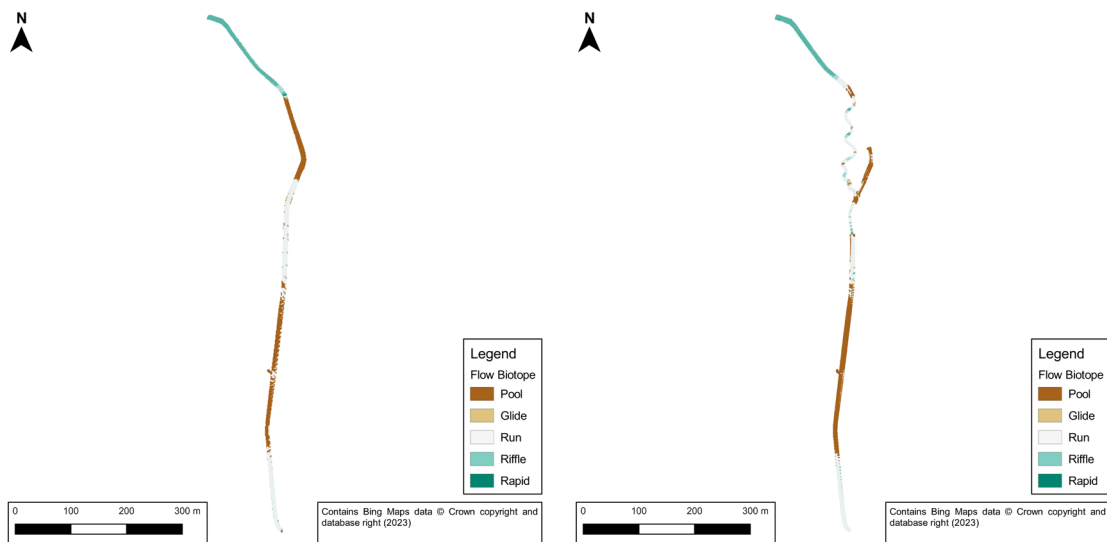 N
Legend
Flow Biotope
Pool
Glide
Run
Riffle
Rapid
0 100 200 300 m
Contains Bing Maps data © Crown copyright and
database right (2023)
N
Legend
Flow Biotope
Pool
Glide
Run
Riffle
Rapid
0 100 200 300 m
Contains Bing Maps data © Crown copyright and
database right (2023)